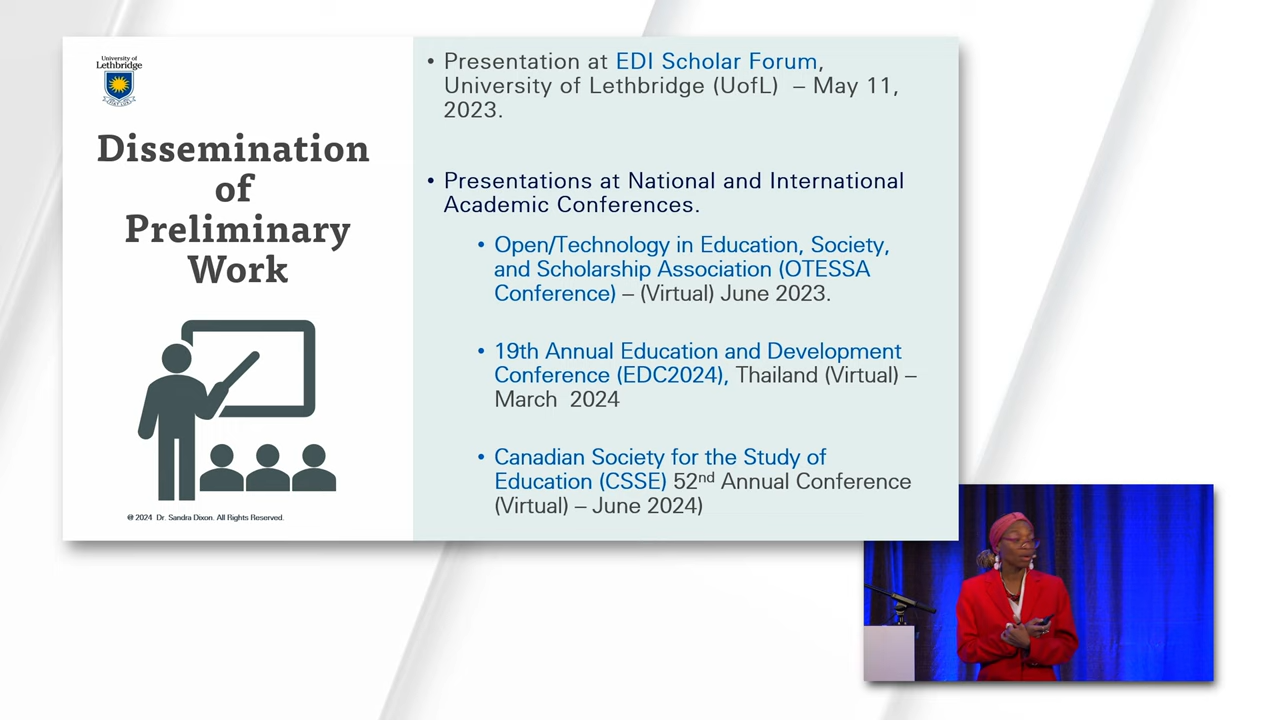 University of
Lethbridge
Dissemination
of
Preliminary
Work
@ 2024 Dr. Sandra Dixon. All Rights Reserved.
• Presentation at EDI Scholar Forum,
University of Lethbridge (UofL) – May 11,
2023.
• Presentations at National and International
Academic Conferences.
• Open/Technology in Education, Society,
and Scholarship Association (OTESSA
Conference) – (Virtual) June 2023.
• 19th Annual Education and Development
Conference (EDC2024), Thailand (Virtual) –
March 2024
• Canadian Society for the Study of
Education (CSSE) 52nd Annual Conference
(Virtual) – June 2024)